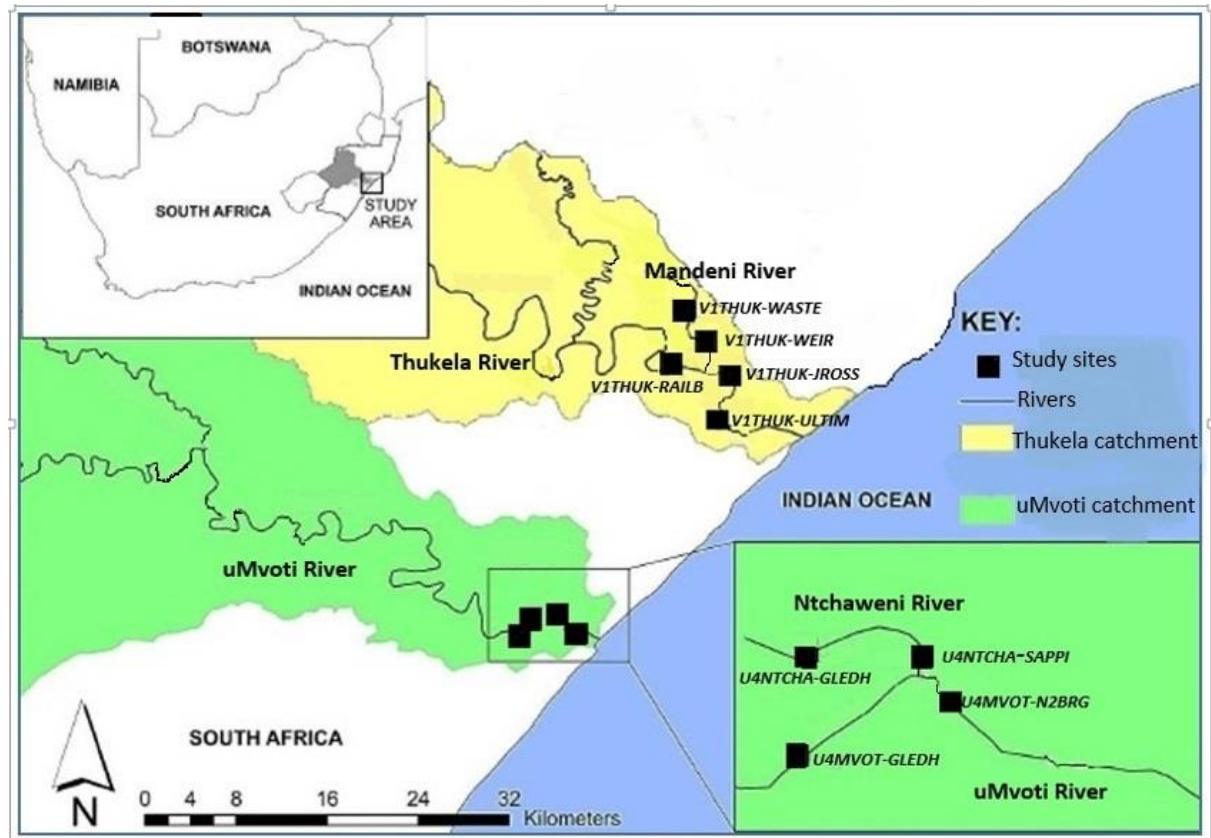 BOTSWANA
NAMIBIA
SOUTH AFRICA
STUDY
AREA
INDIAN OCEAN
Mandeni River
V1THUK-WASTE
V1THUK-WEIR
Thukela River
V1THUK-RAILB
V1THUK-JROSS
V1THUK-ULTIM
KEY:
Study sites
Rivers
Thukela catchment
uMvoti catchment
INDIAN OCEAN
uMvoti River
Ntchaweni River
U4NTCHA-GLEDH
U4NTCHA-SAPPI
U4MVOT-N2BRG
U4MVOT-GLEDH
uMvoti River
SOUTH AFRICA
N
0 4 8 16 24 32
Kilometers